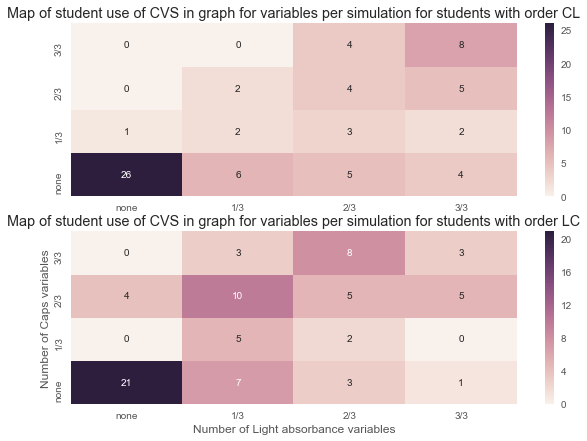 Map of student use of CVS in graph for variables per simulation for students with order CL
3/3 0 0 4 8
2/3 0 2 4 5
1/3 1 2 3 2
none 26 6 5 4
none 1/3 2/3 3/3
25
20
15
10
5
0
Map of student use of CVS in graph for variables per simulation for students with order LC
Number of Caps variables
3/3 0 3 8 3
2/3 4 10 5 5
1/3 0 5 2 0
none 21 7 3 1
none 1/3 2/3 3/3
Number of Light absorbance variables
20
16
12
8
4
0